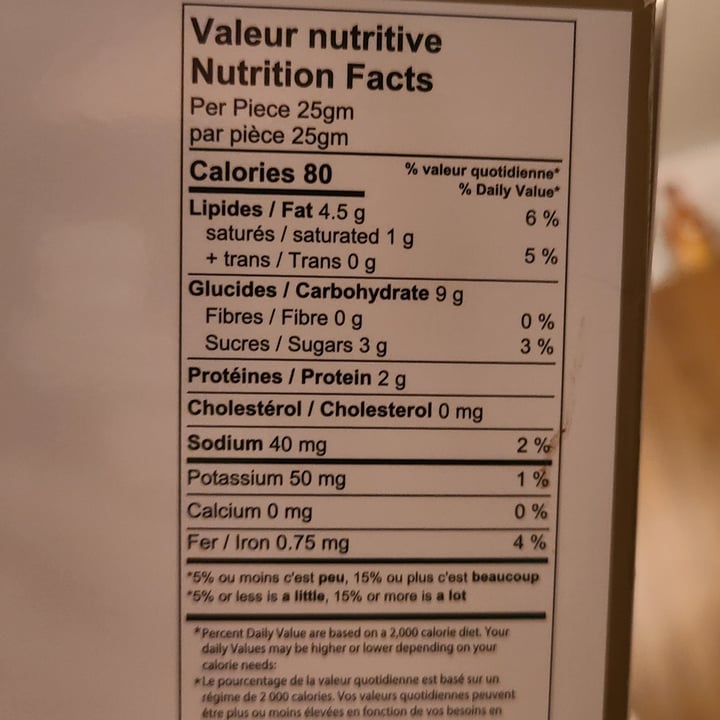 Valeur nutritive
Nutrition Facts
Per Piece 25gm
par pièce 25gm
Calories 80
% valeur quotidienne*
% Daily Value*
Lipides / Fat 4.5 g 6 %
saturés / saturated 1 g
+ trans / Trans 0 g 5 %
Glucides / Carbohydrate 9 g
Fibres / Fibre 0 g 0 %
Sucres / Sugars 3 g 3 %
Protéines / Protein 2 g
Cholestérol / Cholesterol 0 mg
Sodium 40 mg 2 %
Potassium 50 mg 1 %
Calcium 0 mg 0 %
Fer / Iron 0.75 mg 4 %
*5% ou moins c'est peu, 15% ou plus c'est beaucoup
*5% or less is a little, 15% or more is a lot
*Percent Daily Value are based on a 2,000 calorie diet. Your
daily Values may be higher or lower depending on your
calorie needs:
*Le pourcentage de la valeur quotidienne est basé sur un
régime de 2 000 calories. Vos valeurs quotidiennes peuvent
être plus ou moins élevées en fonction de vos besoins en